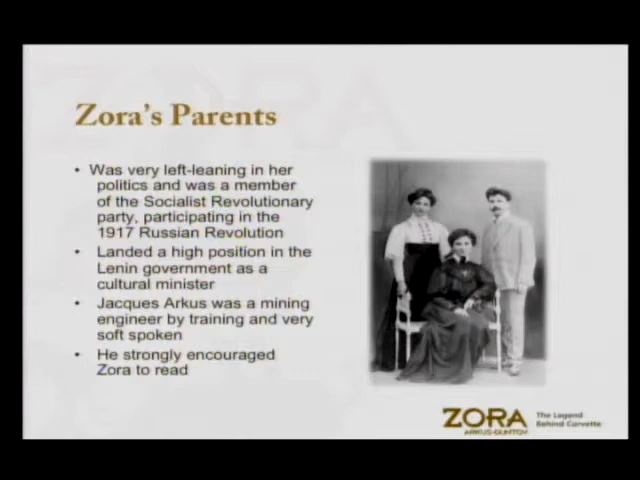 Zora's Parents
• Was very left-leaning in her
politics and was a member
of the Socialist Revolutionary
party, participating in the
1917 Russian Revolution
• Landed a high position in the
Lenin government as a
cultural minister
• Jacques Arkus was a mining
engineer by training and very
soft spoken
• He strongly encouraged
Zora to read
ZORA
ARKUS-DUNTOV
The Legend
Behind Corvette